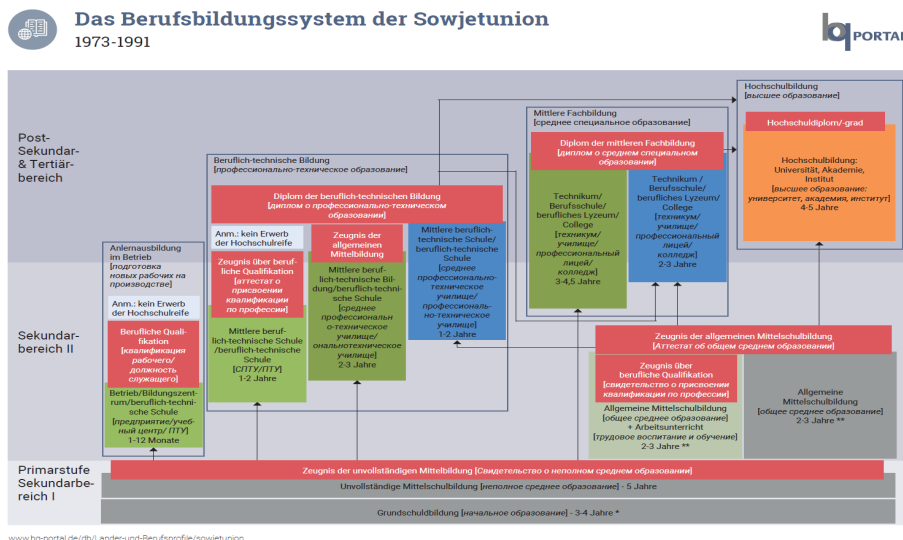 Das Berufsbildungssystem der Sowjetunion
1973-1991
bq PORTAL
Post-
Sekundar-
& Tertiär-
bereich
Sekundar-
bereich II
Primarstufe
Sekundarbe-
reich I
Anlernausbildung
im Betrieb
[подготовка
новых рабочих на
производстве]
Anm.: kein Erwerb
der Hochschulreife
Berufliche Quali-
fikation
[квалификация
рабочего/
должность
служащего]
Betrieb/Bildungszent-
rum/beruflich-techni-
sche Schule
[предприятие/учеб-
ный центр/ ПТУ]
1-12 Monate
Beruflich-technische Bildung
[профессионально-техническое образование]
Diplom der beruflich-technischen Bildung
[диплом о профессионально-техническом
образовании]
Anm.: kein Erwerb
der Hochschulreife
Zeugnis über beruf-
liche Qualifikation
[аттестат о
присвоении
квалификации
по профессии]
Mittlere beruf-
lich-technische Schule
/beruflich-technische
Schule
[СПТУ/ПТУ]
1-2 Jahre
Zeugnis der
allgemeinen
Mittelbildung
Mittlere beruf-
lich-technische Bil-
dung/beruflich-techni-
sche Schule
[среднее
профессиональн
о-техническое
училище/
ональнотехническое
училище]
2-3 Jahre
Mittlere beruflich-
technische Schule/
beruflich-technische
Schule
[среднее
профессионально-
техническое
училище/
профессиональ-
но-техническое
училище]
1-2 Jahre
Mittlere Fachbildung
[среднее специальное образование]
Diplom der mittleren Fachbildung
[диплом о среднем специальном
образовании]
Technikum/
Berufsschule/
berufliches Lyzeum/
College
[техникум/
училище/
профессиональный
лицей/
колледж]
3-4,5 Jahre
Technikum /
Berufsschule/
berufliches Lyzeum/
College
[техникум/
училище/
профессиональный
лицей/
колледж]
2-3 Jahre
Hochschulbildung
[высшее образование]
Hochschuldiplom/-grad
Hochschulbildung:
Universität, Akademie,
Institut
[высшее образование:
университет, академия, институт]
4-5 Jahre
Zeugnis der allgemeinen Mittelschulbildung
[Аттестат об общем среднем образовании]
Zeugnis über
berufliche Qualifikation
[свидетельство о присвоении
квалификации по профессии]
Allgemeine Mittelschulbildung
[общее среднее образование]
+ Arbeitsunterricht
[трудовое воспитание и обучение]
2-3 Jahre **
Allgemeine
Mittelschulbildung
[общее среднее образование]
2-3 Jahre **
Zeugnis der unvollständigen Mittelbildung [Свидетельство о неполном среднем образовании]
Unvollständige Mittelschulbildung [неполное среднее образование] - 5 Jahre
Grundschuldbildung [начальное образование] - 3-4 Jahre *
www.bq-portal.de/db/Lander-und-Berufsprofile/sowjetunion